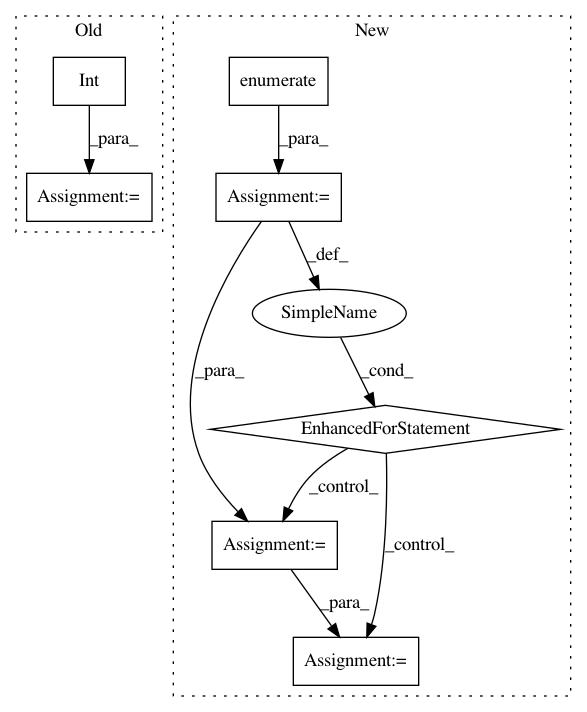 Old
New
Int
enumerate
_para_
_para_
Assignment:=
Assignment:=
_def_
SimpleName
_para_
_cond_
EnhancedForStatement
_control_
_control_
Assignment:=
_para_
Assignment:=